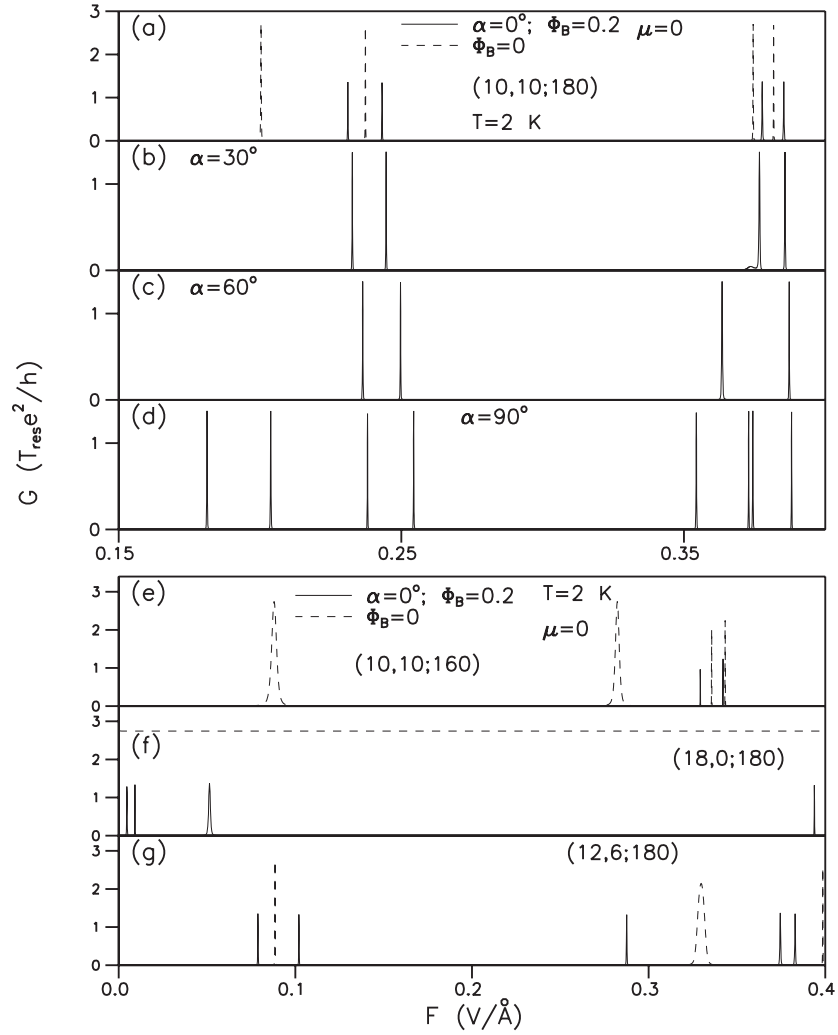 3
2
1
0
(a)
α=0°; Φ_B=0.2 μ=0
Φ_B=0
(10,10;180)
T=2 K
1
0
(b)
α=30°
1
0
(c)
α=60°
1
0
(d)
α=90°
0.15
0.25
0.35
G (T_res e²/h)
3
2
1
0
(e)
α=0°; Φ_B=0.2 T=2 K
Φ_B=0
μ=0
(10,10;160)
3
2
1
0
(f)
(18,0;180)
3
2
1
0
(g)
(12,6;180)
0.0
0.1
0.2
0.3
0.4
F (V/Å)